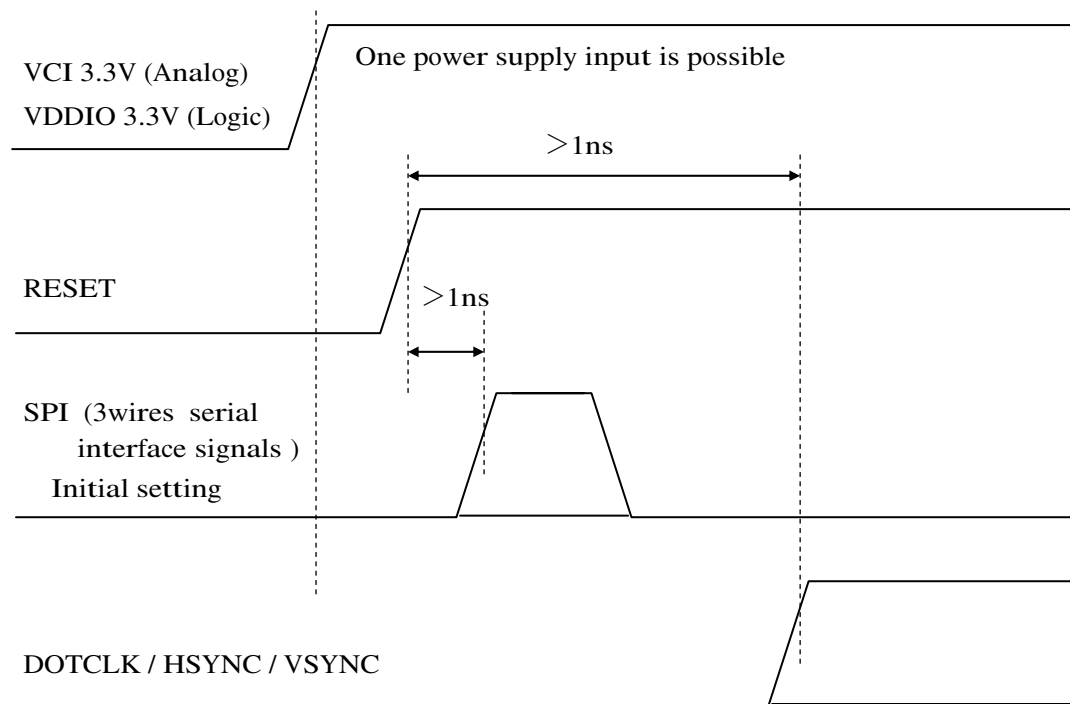 VCI 3.3V (Analog)
VDDIO 3.3V (Logic)
One power supply input is possible
>1ns
RESET
>1ns
SPI (3wires serial
interface signals )
Initial setting
DOTCLK / HSYNC / VSYNC